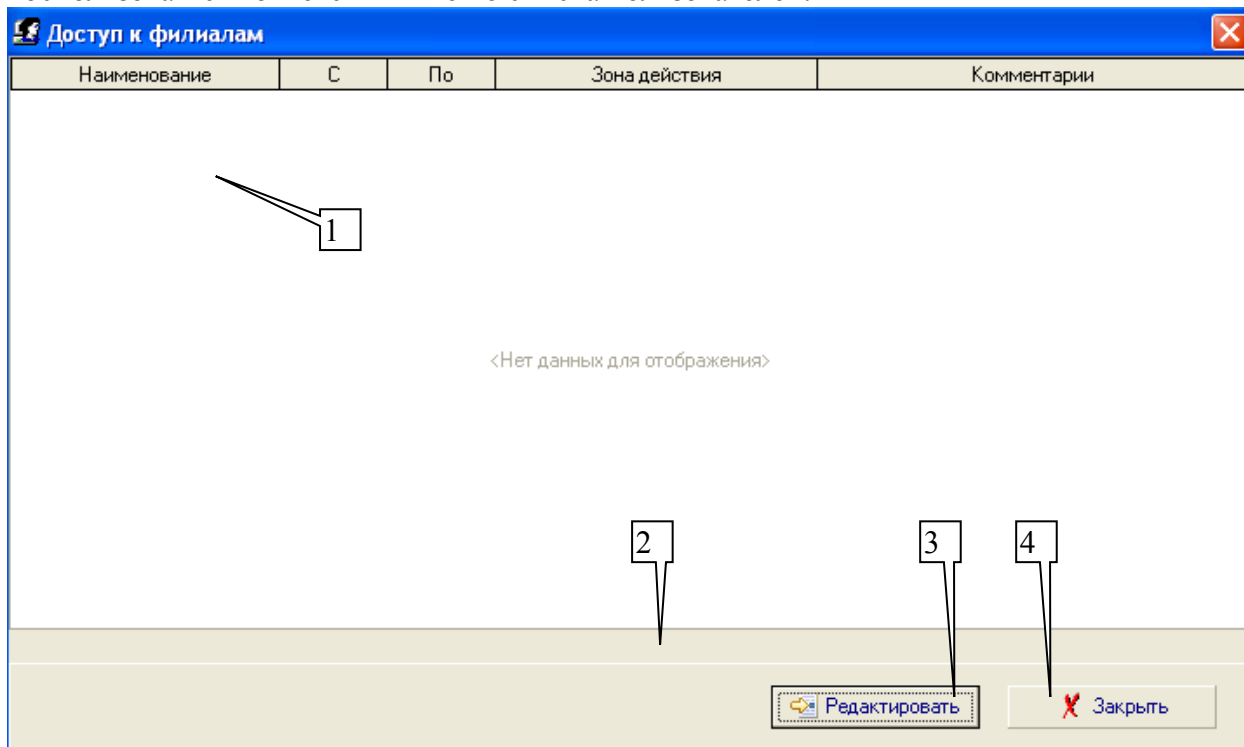 Доступ к филиалам
Наименование С По Зона действия Комментарии
1
<Нет данных для отображения>
2 3 4
Редактировать Закрыть